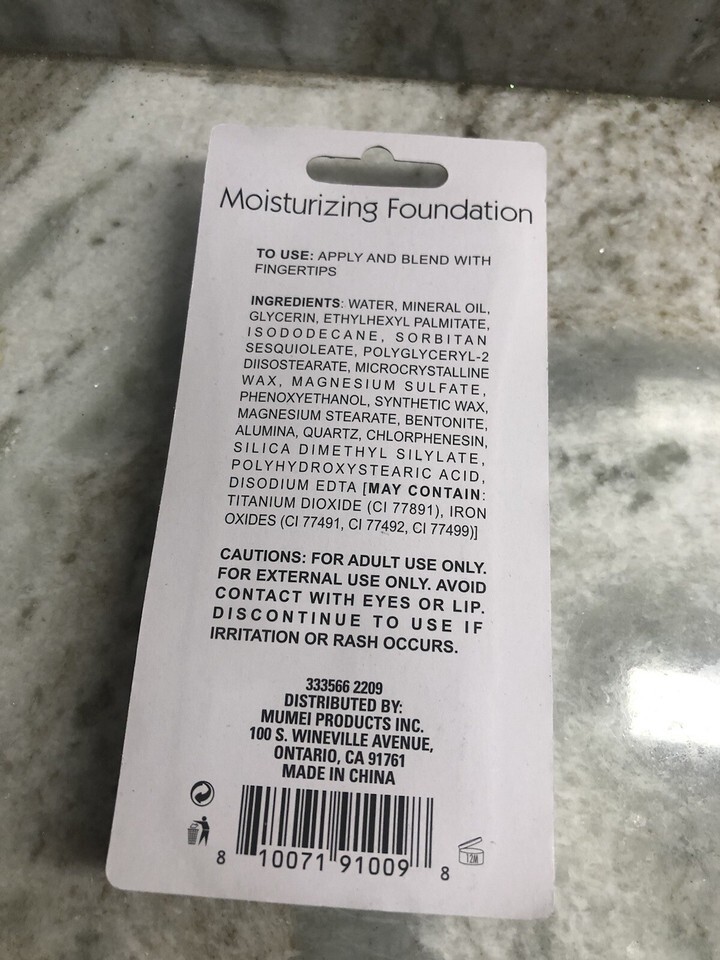 Moisturizing Foundation
TO USE: APPLY AND BLEND WITH
FINGERTIPS
INGREDIENTS: WATER, MINERAL OIL,
GLYCERIN, ETHYLHEXYL PALMITATE,
ISODODECANE, SORBITAN
SESQUIOLEATE, POLYGLYCERYL-2
DIISOSTEARATE, MICROCRYSTALLINE
WAX, MAGNESIUM SULFATE,
PHENOXYETHANOL, SYNTHETIC WAX,
MAGNESIUM STEARATE, BENTONITE,
ALUMINA, QUARTZ, CHLORPHENESIN,
SILICA DIMETHYL SILYLATE,
POLYHYDROXYSTEARIC ACID,
DISODIUM EDTA [MAY CONTAIN:
TITANIUM DIOXIDE (CI 77891), IRON
OXIDES (CI 77491, CI 77492, CI 77499)]
CAUTIONS: FOR ADULT USE ONLY.
FOR EXTERNAL USE ONLY. AVOID
CONTACT WITH EYES OR LIP.
DISCONTINUE TO USE IF
IRRITATION OR RASH OCCURS.
333566 2209
DISTRIBUTED BY:
MUMEI PRODUCTS INC.
100 S. WINEVILLE AVENUE,
ONTARIO, CA 91761
MADE IN CHINA
8 10071 91009 8
12M